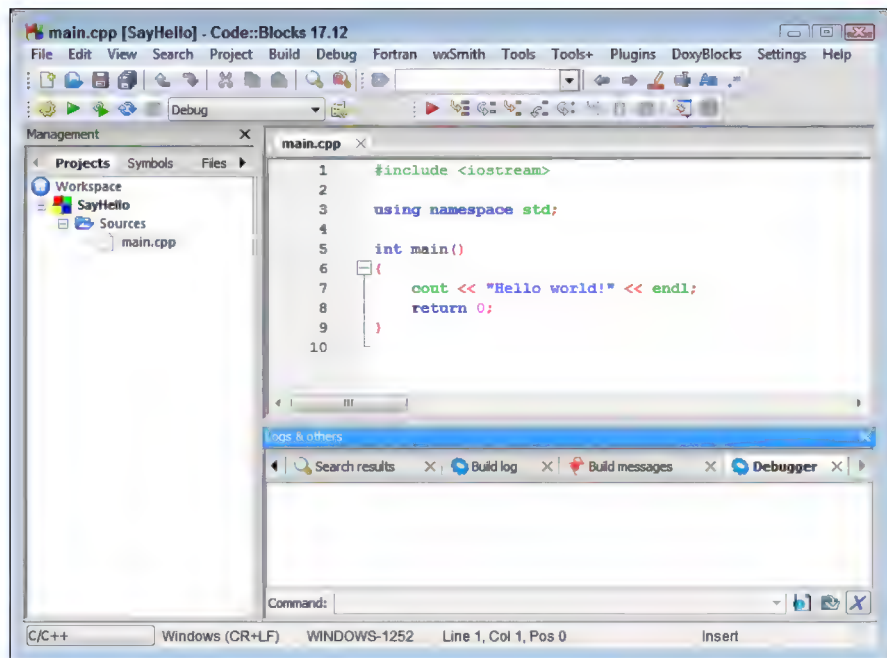 main.cpp [SayHello] - Code::Blocks 17.12
File Edit View Search Project Build Debug Fortran wxSmith Tools Tools+ Plugins DoxyBlocks Settings Help
Debug
Management
Projects Symbols Files
Workspace
SayHello
Sources
main.cpp
main.cpp
1 #include <iostream>
2
3 using namespace std;
4
5 int main()
6 {
7 cout << "Hello world!" << endl;
8 return 0;
9 }
10
Logs & others
Search results Build log Build messages Debugger
Command:
C/C++ Windows (CR+LF) WINDOWS-1252 Line 1, Col 1, Pos 0 Insert